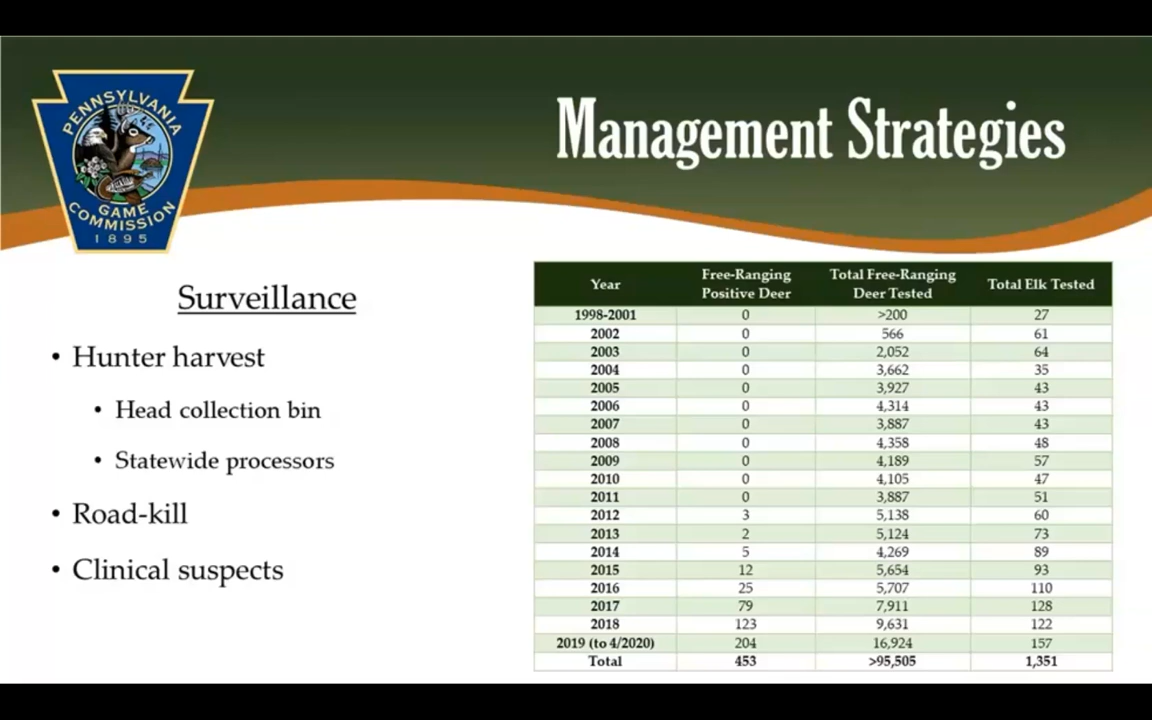 PENNSYLVANIA
GAME
COMMISSION
1895
Management Strategies
Surveillance
• Hunter harvest
• Head collection bin
• Statewide processors
• Road-kill
• Clinical suspects
Year Free-Ranging Positive Deer Total Free-Ranging Deer Tested Total Elk Tested
1998-2001 0 >200 27
2002 0 566 61
2003 0 2,052 64
2004 0 3,662 35
2005 0 3,927 43
2006 0 4,314 43
2007 0 3,887 43
2008 0 4,358 48
2009 0 4,189 57
2010 0 4,105 47
2011 0 3,887 51
2012 3 5,138 60
2013 2 5,124 73
2014 5 4,269 89
2015 12 5,654 93
2016 25 5,707 110
2017 79 7,911 128
2018 123 9,631 122
2019 (to 4/2020) 204 16,924 157
Total 453 >95,505 1,351